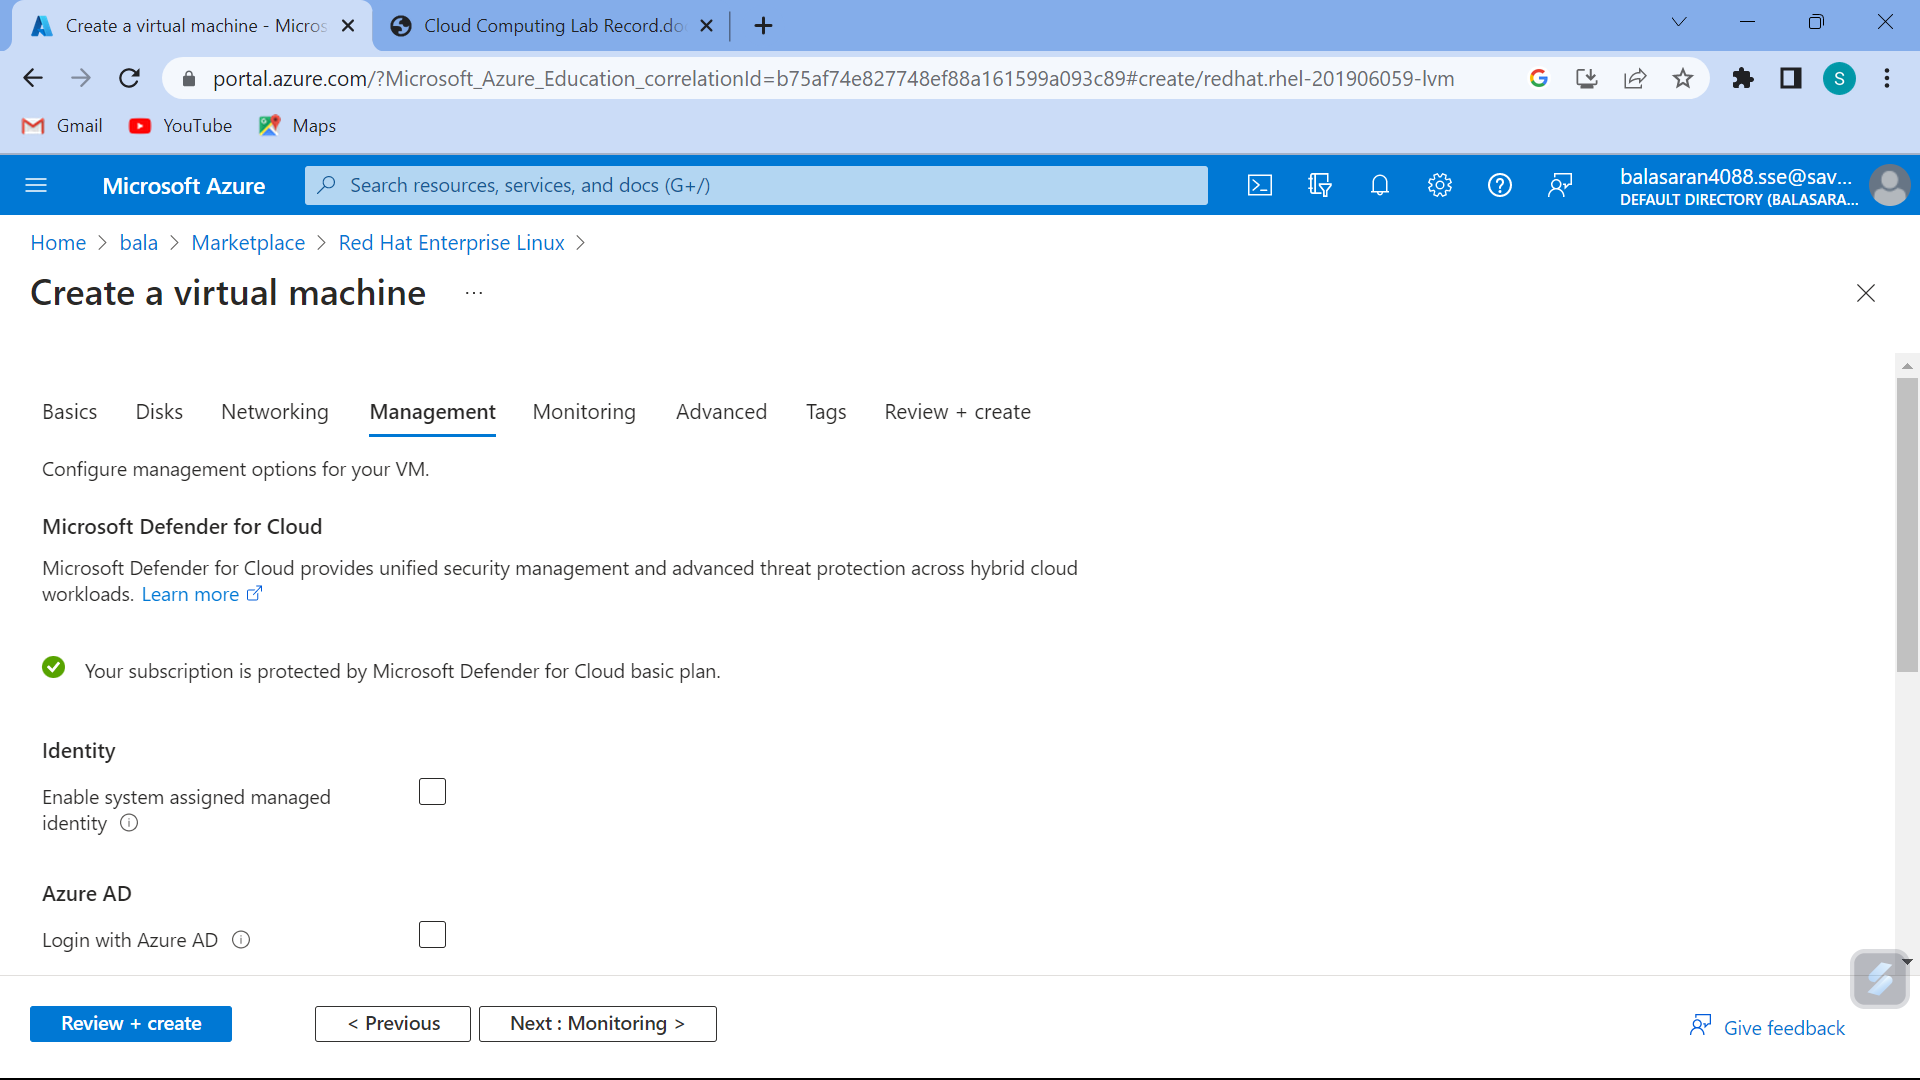 Create a virtual machine - Micros
Cloud Computing Lab Record.do
portal.azure.com/?Microsoft_Azure_Education_correlationId=b75af74e827748ef88a161599a093c89#create/redhat.rhel-201906059-lvm
S
Gmail
YouTube
Maps
Microsoft Azure
Search resources, services, and docs (G+/)
balasaran4088.sse@sav...
DEFAULT DIRECTORY (BALASARA...
Home > bala > Marketplace > Red Hat Enterprise Linux >
Create a virtual machine ...
Basics Disks Networking Management Monitoring Advanced Tags Review + create
Configure management options for your VM.
Microsoft Defender for Cloud
Microsoft Defender for Cloud provides unified security management and advanced threat protection across hybrid cloud
workloads. Learn more
Your subscription is protected by Microsoft Defender for Cloud basic plan.
Identity
Enable system assigned managed
identity
Azure AD
Login with Azure AD
Review + create
< Previous
Next : Monitoring >
Give feedback